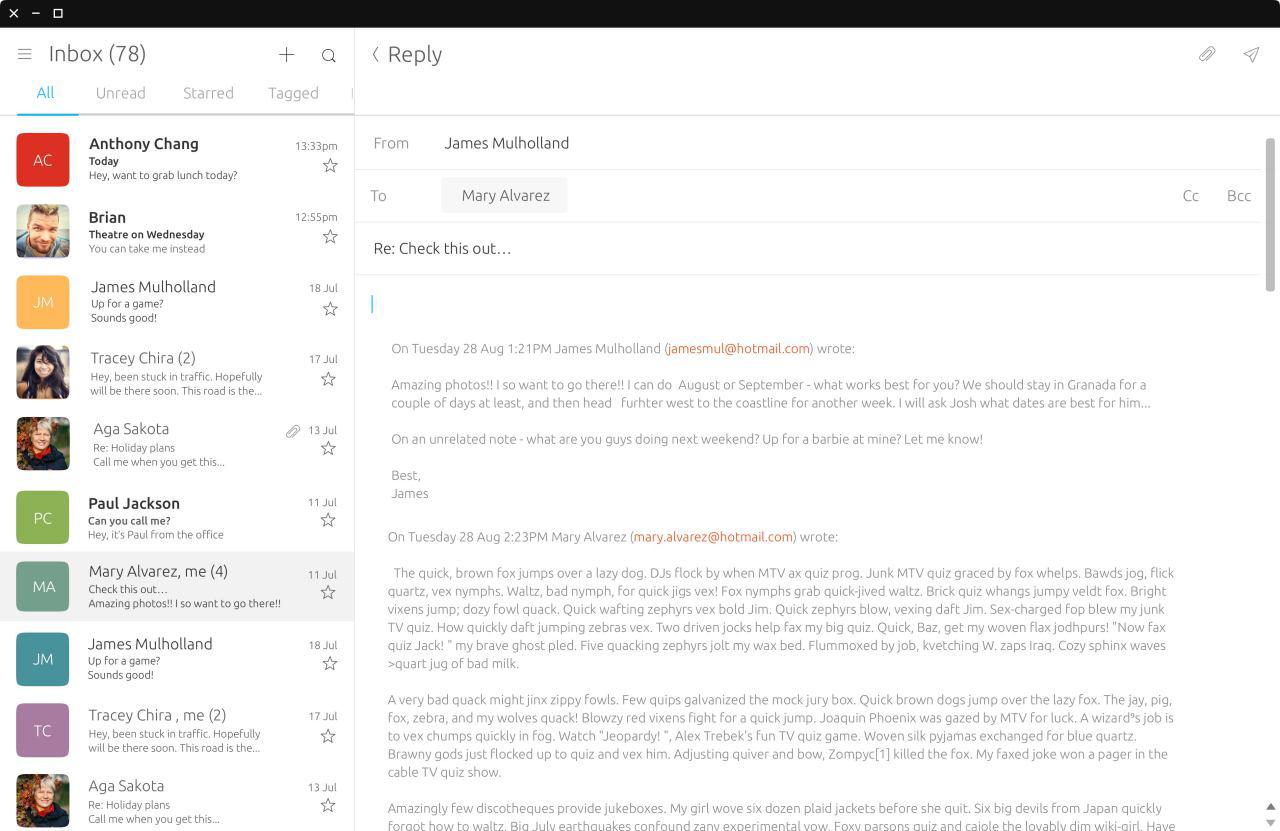 Inbox (78)
All Unread Starred Tagged
AC
Anthony Chang 13:33pm
Today
Hey, want to grab lunch today?
Brian 12:55pm
Theatre on Wednesday
You can take me instead
JM
James Mulholland 18 Jul
Up for a game?
Sounds good!
Tracey Chira (2) 17 Jul
Hey, been stuck in traffic. Hopefully
will be there soon. This road is the...
Aga Sakota 13 Jul
Re: Holiday plans
Call me when you get this...
PC
Paul Jackson 11 Jul
Can you call me?
Hey, it's Paul from the office
MA
Mary Alvarez, me (4) 11 Jul
Check this out...
Amazing photos!! I so want to go there!!
JM
James Mulholland 18 Jul
Up for a game?
Sounds good!
TC
Tracey Chira , me (2) 17 Jul
Hey, been stuck in traffic. Hopefully
will be there soon. This road is the...
Aga Sakota 13 Jul
Re: Holiday plans
Call me when you get this...
Reply
From James Mulholland
To Mary Alvarez Cc Bcc
Re: Check this out...
On Tuesday 28 Aug 1:21PM James Mulholland (jamesmul@hotmail.com) wrote:
Amazing photos!! I so want to go there!! I can do August or September - what works best for you? We should stay in Granada for a
couple of days at least, and then head furhter west to the coastline for another week. I will ask Josh what dates are best for him...
On an unrelated note - what are you guys doing next weekend? Up for a barbie at mine? Let me know!
Best,
James
On Tuesday 28 Aug 2:23PM Mary Alvarez (mary.alvarez@hotmail.com) wrote:
The quick, brown fox jumps over a lazy dog. DJs flock by when MTV ax quiz prog. Junk MTV quiz graced by fox whelps. Bawds jog, flick
quartz, vex nymphs. Waltz, bad nymph, for quick jigs vex! Fox nymphs grab quick-jived waltz. Brick quiz whangs jumpy veldt fox. Bright
vixens jump; dozy fowl quack. Quick wafting zephyrs vex bold Jim. Quick zephyrs blow, vexing daft Jim. Sex-charged fop blew my junk
TV quiz. How quickly daft jumping zebras vex. Two driven jocks help fax my big quiz. Quick, Baz, get my woven flax jodhpurs! "Now fax
quiz Jack! " my brave ghost pled. Five quacking zephyrs jolt my wax bed. Flummoxed by job, kvetching W. zaps Iraq. Cozy sphinx waves
>quart jug of bad milk.
A very bad quack might jinx zippy fowls. Few quips galvanized the mock jury box. Quick brown dogs jump over the lazy fox. The jay, pig,
fox, zebra, and my wolves quack! Blowzy red vixens fight for a quick jump. Joaquin Phoenix was gazed by MTV for luck. A wizard⁹s job is
to vex chumps quickly in fog. Watch "Jeopardy! ", Alex Trebek's fun TV quiz game. Woven silk pyjamas exchanged for blue quartz.
Brawny gods just flocked up to quiz and vex him. Adjusting quiver and bow, Zompyc[1] killed the fox. My faxed joke won a pager in the
cable TV quiz show.
Amazingly few discotheques provide jukeboxes. My girl wove six dozen plaid jackets before she quit. Six big devils from Japan quickly
forgot how to waltz. Big July earthquakes confound zany experimental vow. Foxy parsons quiz and cajole the lovably dim wiki-girl. Have